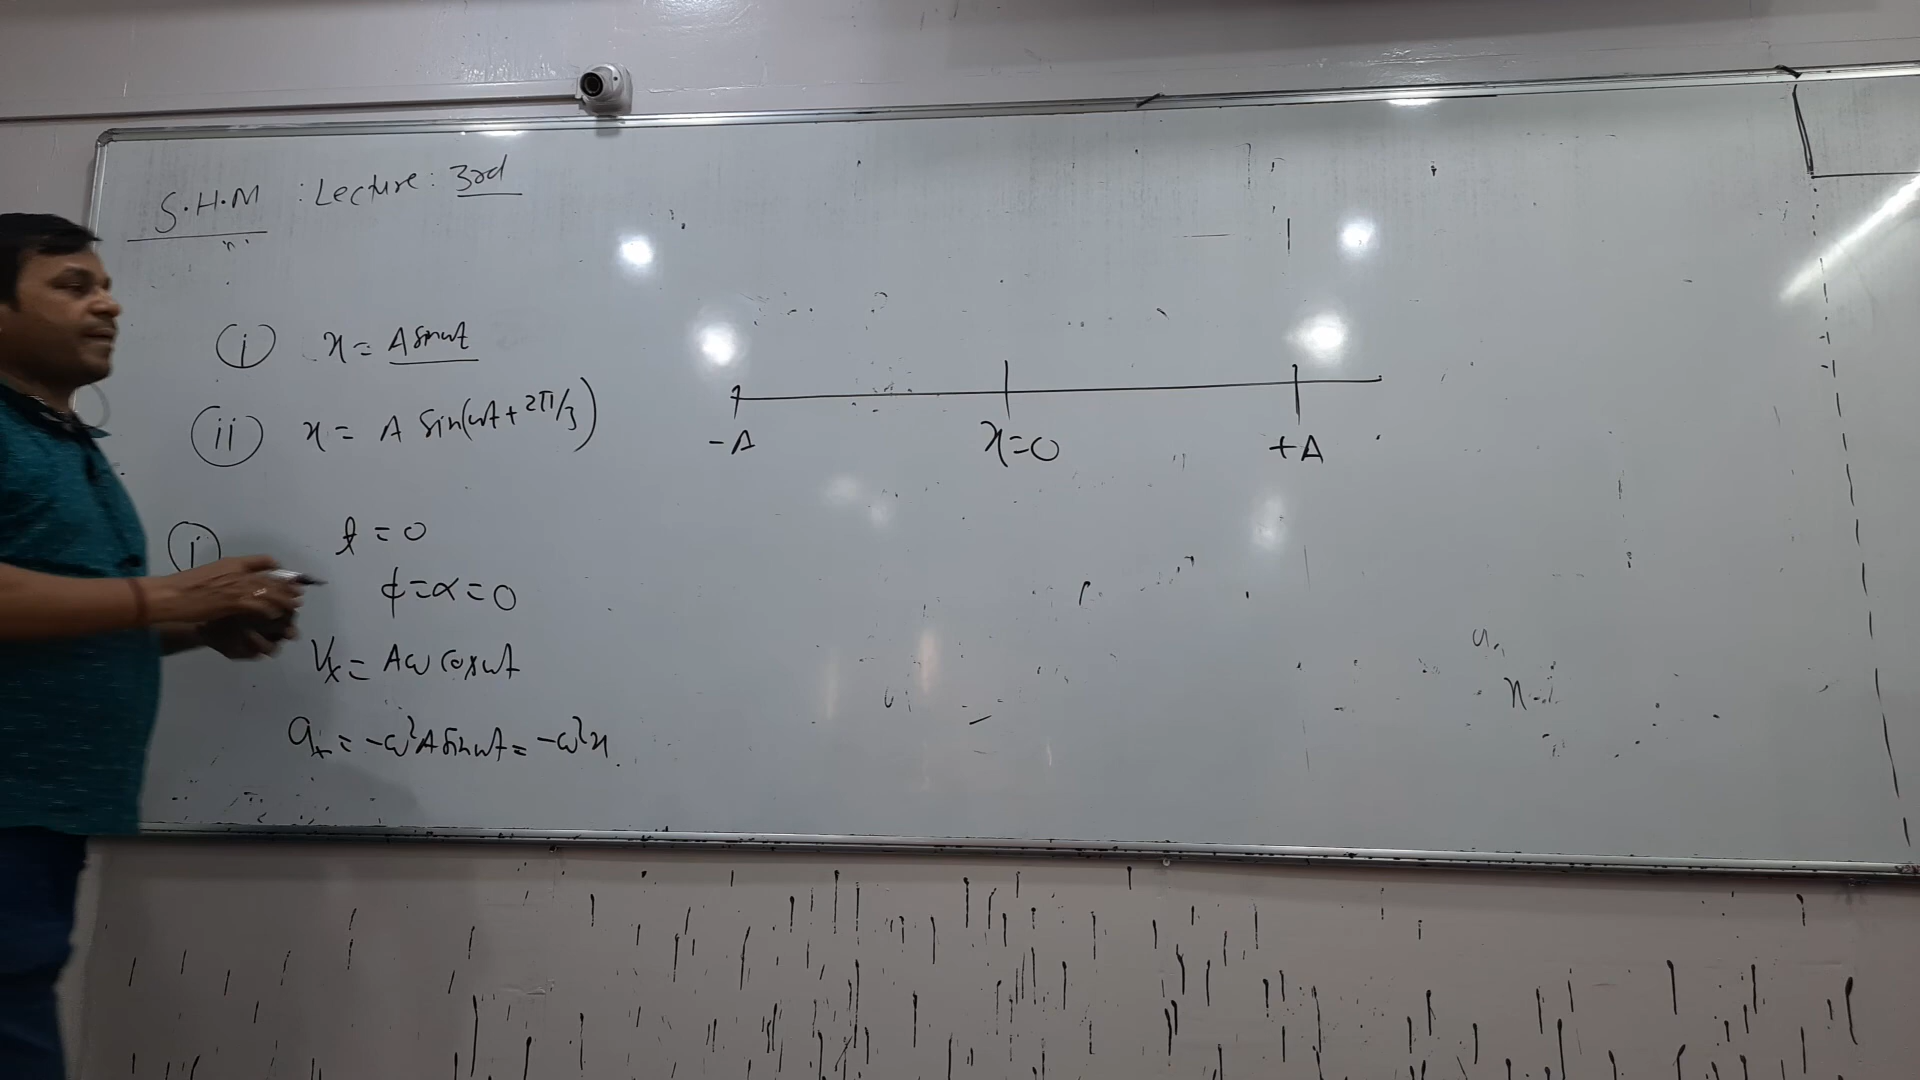 S.H.M : Lecture : 3rd
(i) x = A sinωt
(ii) x = A sin(ωt + 2π/3)
-A x=0 +A
(i) t = 0
ϕ = α = 0
Vx = Aω cosωt
ax = -ω²A sinωt = -ω²x